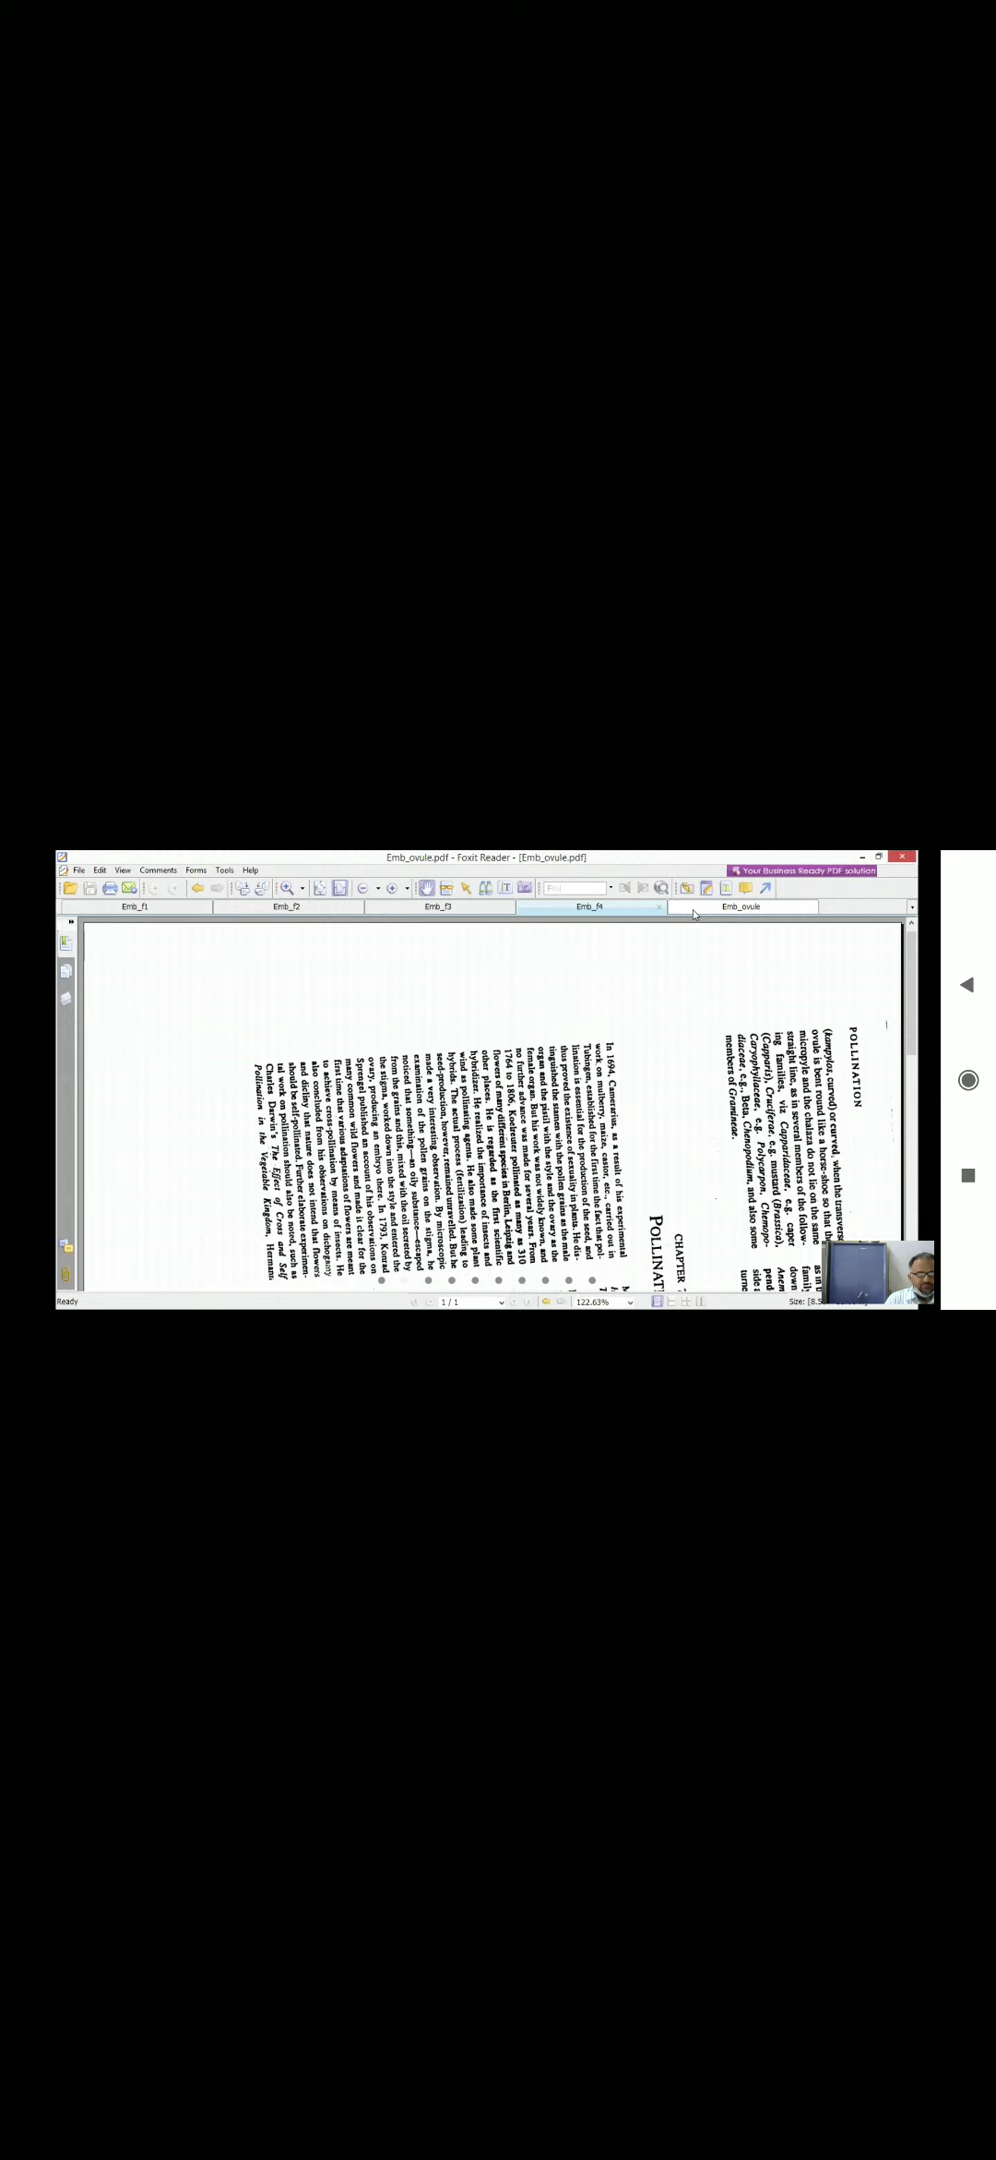 Emb_ovule.pdf - Foxit Reader - [Emb_ovule.pdf]
File Edit View Comments Forms Tools Help
Your Business Ready PDF solution
Find
Emb_f1 Emb_f2 Emb_f3 Emb_f4 Emb_ovule
POLLINATION
(kampylos, curved) or curved, when the transverse
ovule is bent round like a horse-shoe so that the
micropyle and the chalaza do not lie on the same
straight line, as in several members of the follow-
ing families, viz Capparidaceae, e.g. caper
(Capparis), Cruciferae, e.g. mustard (Brassica),
Caryophyllaceae, e.g. Polycarpon, Chemopo-
diaceae, e.g., Beta, Chenopodium, and also some
members of Gramineae.
as in
family
down
Anem
pend
side
turne
CHAPTER 7
POLLINAT
In 1694, Camerarius, as a result of his experimental
work on mulberry, maize, castor, etc., carried out in
Tubingen, established for the first time the fact that pol-
lination is essential for the production of the seed and
thus proved the existence of sexuality in plants. He dis-
tinguished the stamen with the pollen grains as the male
organ and the pistil with the style and the ovary as the
female organ. But his work was not widely known, and
no further advance was made for several years. From
1764 to 1806, Koelreuter pollinated as many as 310
flowers of many different species in Berlin, Leipzig and
other places. He is regarded as the first scientific
hybridizer. He realized the importance of insects and
wind as pollinating agents. He also made some plant
hybrids. The actual process (fertilization) leading to
seed-production, however, remained unravelled. But he
made a very interesting observation. By microscopic
examination of the pollen grains on the stigma, he
noticed that something—an oily substance—escaped
from the grains and this, mixed with the oil secreted by
the stigma, worked down into the style and entered the
ovary, producing an embryo there. In 1793, Konrad
Sprengel published an account of his observations on
many common wild flowers and made it clear for the
first time that various adaptations of flowers are meant
to achieve cross-pollination by means of insects. He
also concluded from his observations on dichogamy
and dicliny that nature does not intend that flowers
should be self-pollinated. Further elaborate experimen-
tal work on pollination should also be noted, such as
Charles Darwin's The Effect of Cross and Self
Pollination in the Vegetable Kingdom, Hermann
Ready
1 / 1
122.63%
Size: [8.5